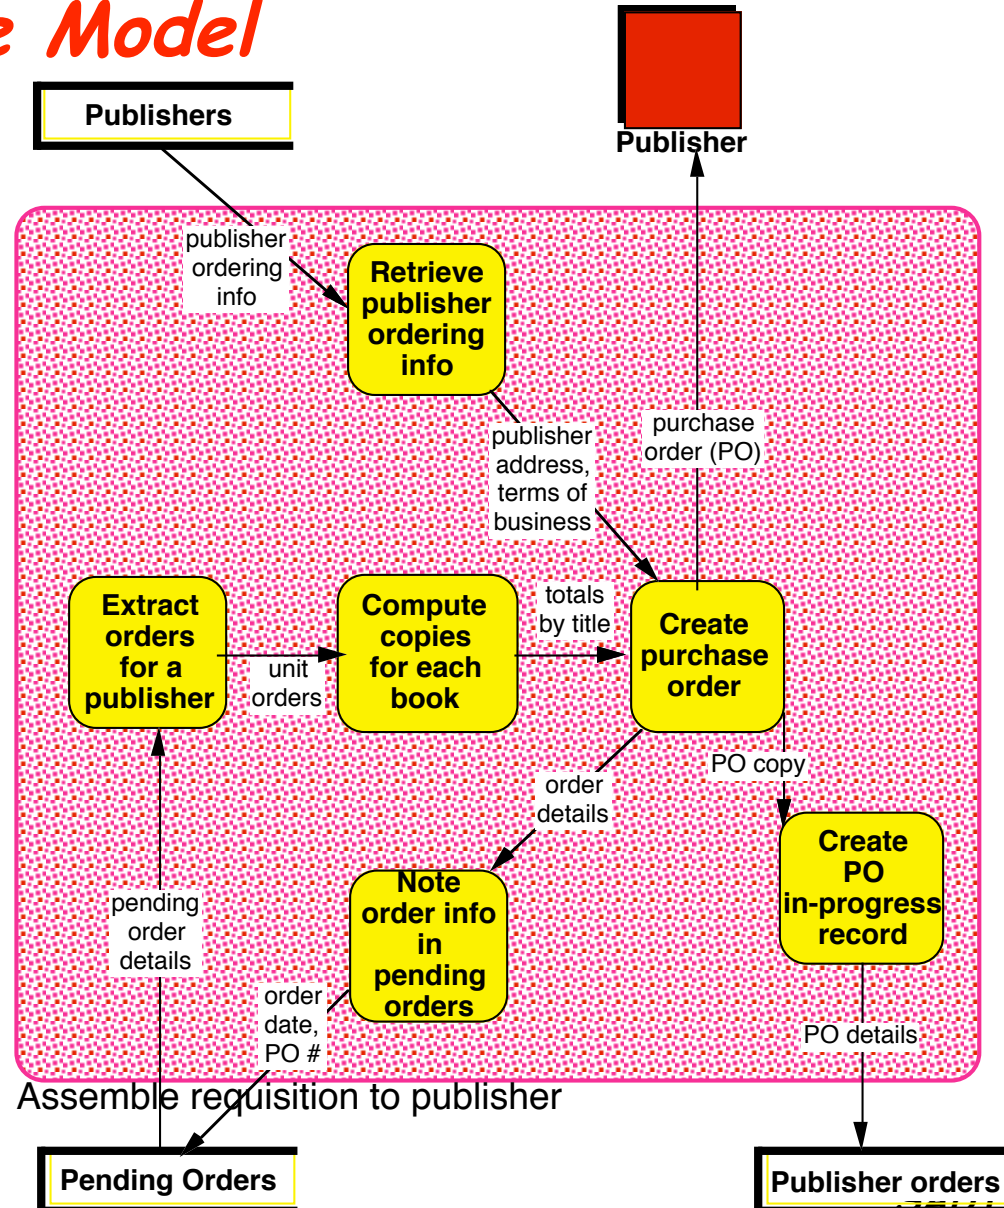 e Model
Publishers
Publisher
publisher
ordering
info
Retrieve
publisher
ordering
info
publisher
address,
terms of
business
purchase
order (PO)
Extract
orders
for a
publisher
unit
orders
Compute
copies
for each
book
totals
by title
Create
purchase
order
PO copy
order
details
Create
PO
in-progress
record
Note
order info
in
pending
orders
pending
order
details
order
date,
PO #
PO details
Assemble requisition to publisher
Pending Orders
Publisher orders